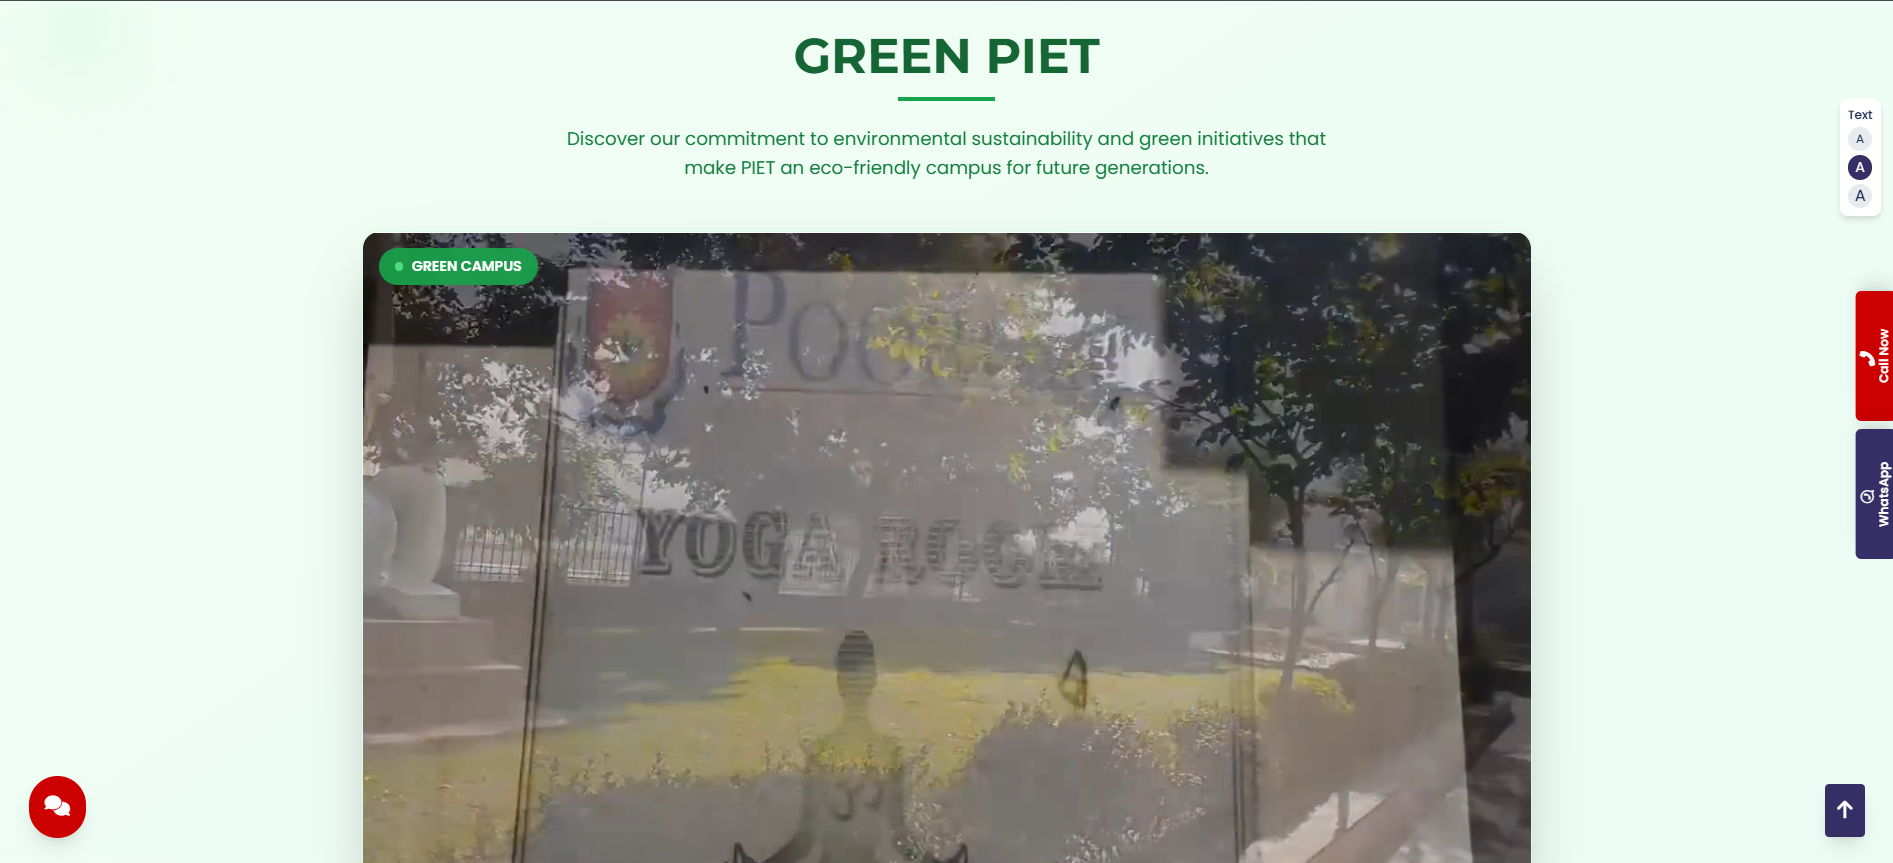 GREEN PIET
Discover our commitment to environmental sustainability and green initiatives that
make PIET an eco-friendly campus for future generations.
Text
A
A
A
GREEN CAMPUS
YOGA ROCK
Call Now
WhatsApp